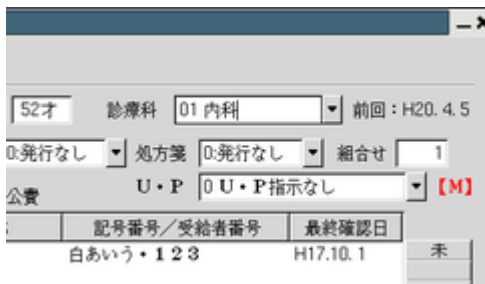 52才 診療科 01 内科 前回：H20. 4. 5
0:発行なし 処方箋 0:発行なし 組合せ 1
公費 U・P 0 U・P指示なし 【M】
記号番号／受給者番号 最終確認日
白あいう・１２３ H17.10. 1 未